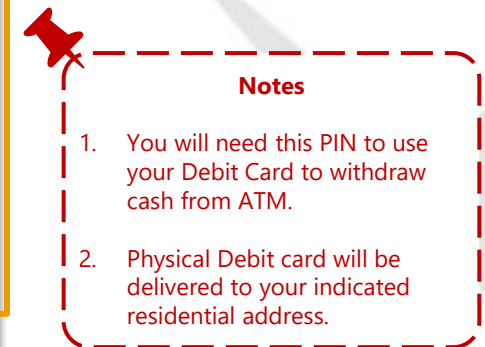 Notes
1. You will need this PIN to use
your Debit Card to withdraw
cash from ATM.
2. Physical Debit card will be
delivered to your indicated
residential address.